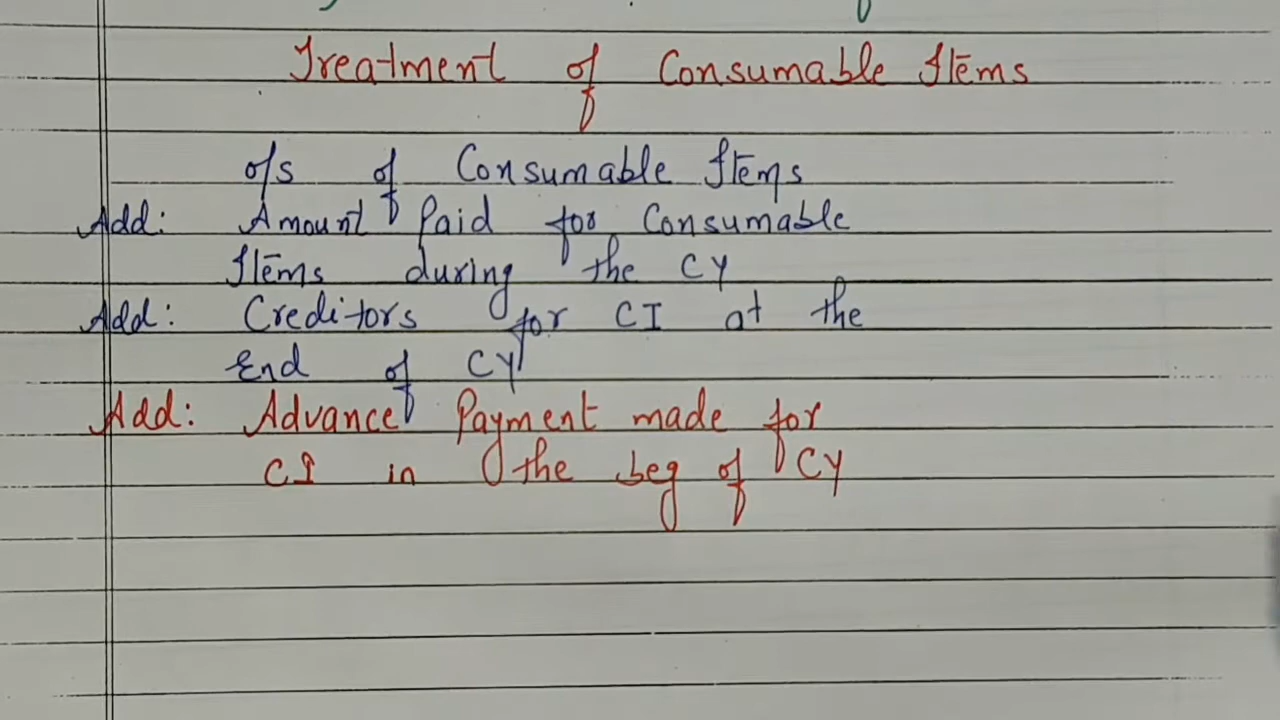 Treatment of Consumable Items
o/s of Consumable Items
Add: Amount Paid for Consumable
Items during the CY
Add: Creditors for CI at the
End of CY
Add: Advance Payment made for
CI in the beg of CY